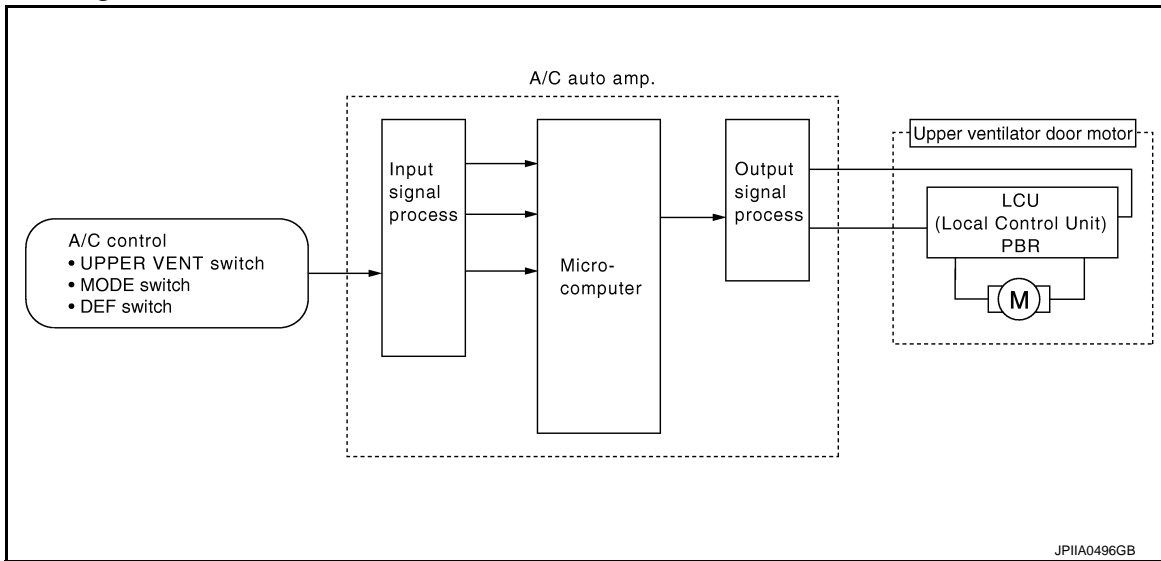 A/C auto amp.
Upper ventilator door motor
Input
signal
process
Micro-
computer
Output
signal
process
LCU
(Local Control Unit)
PBR
M
A/C control
• UPPER VENT switch
• MODE switch
• DEF switch
JPIIA0496GB